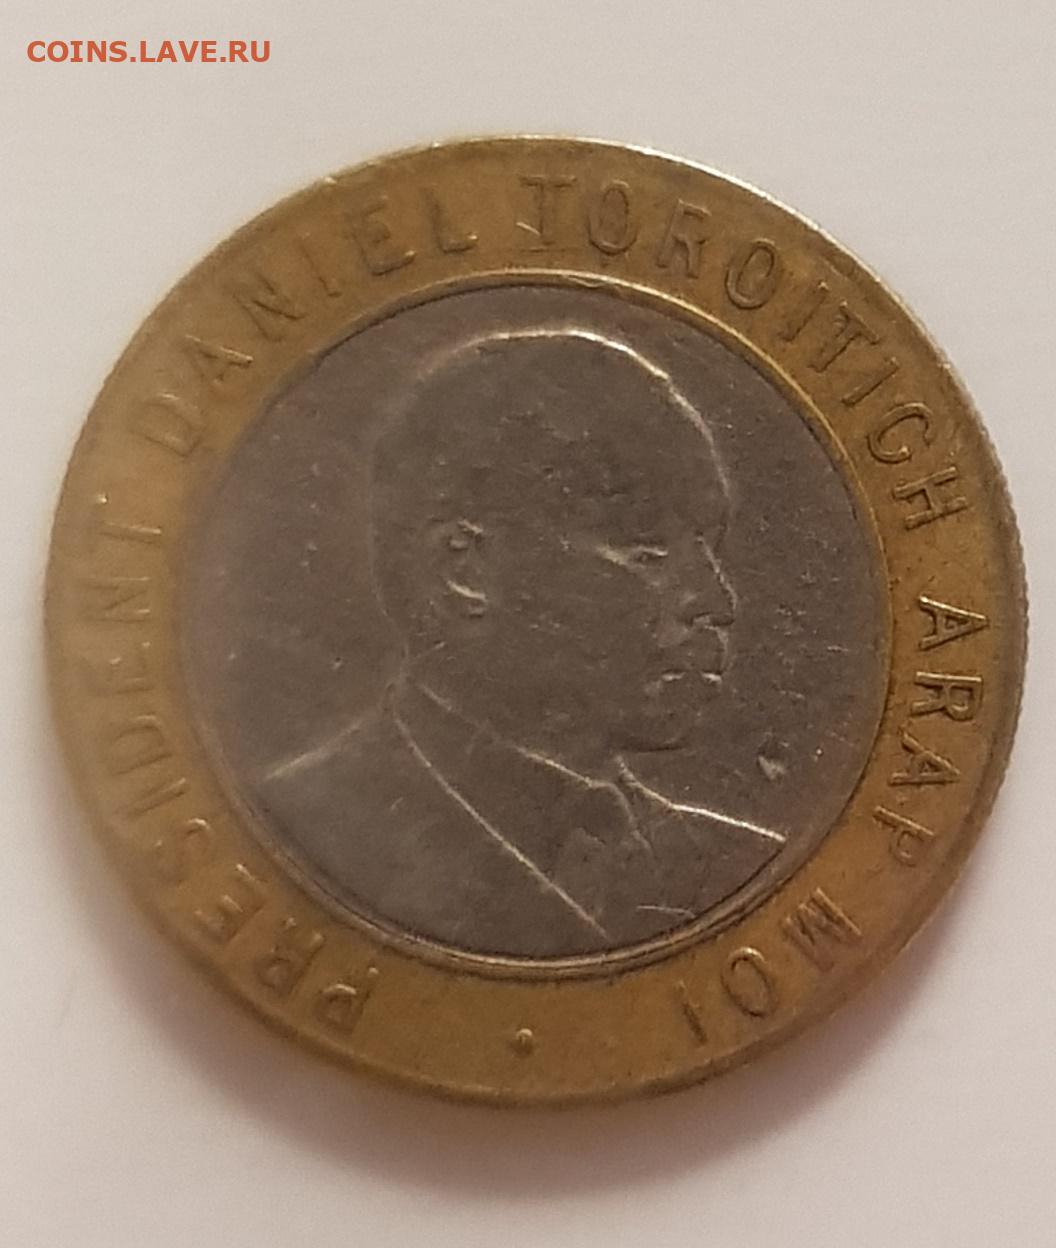 COINS.LAVE.RU
PRESIDENT DANIEL TOROITICH ARAP MOI